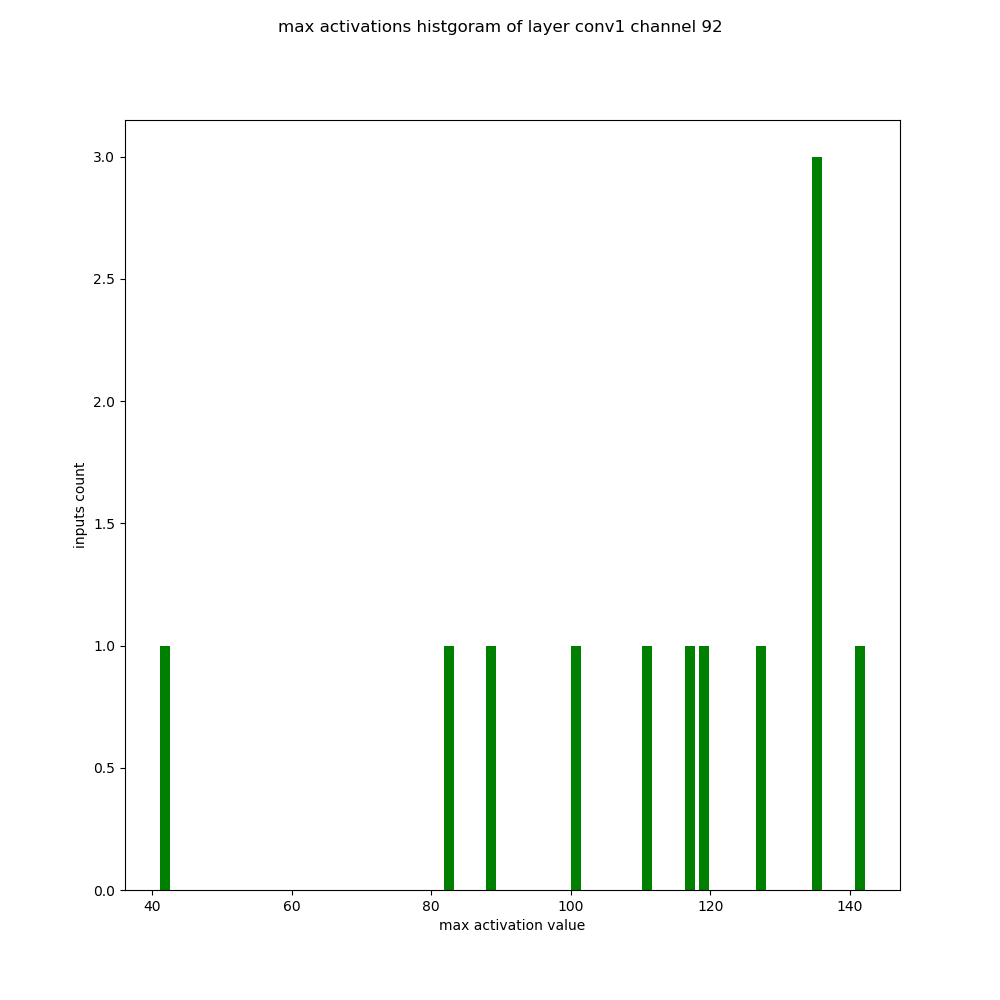 max activations histgoram of layer conv1 channel 92
3.0
2.5
2.0
1.5
1.0
0.5
0.0
inputs count
40 60 80 100 120 140
max activation value